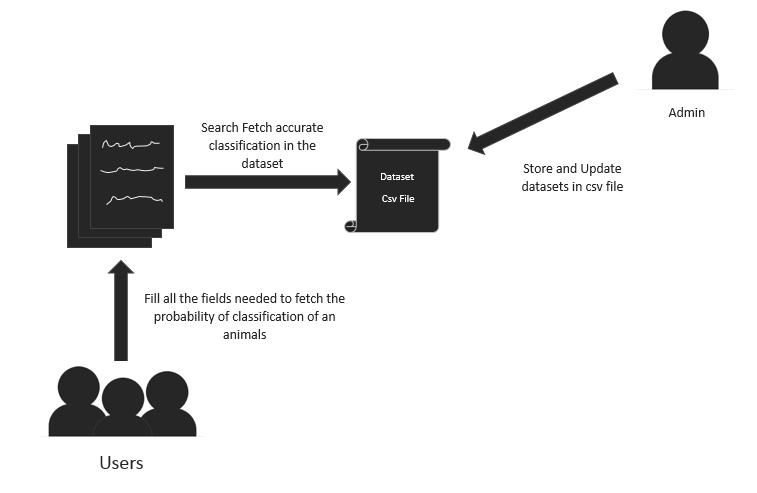 Admin
Search Fetch accurate
classification in the
dataset
Dataset
Csv File
Store and Update
datasets in csv file
Fill all the fields needed to fetch the
probability of classification of an
animals
Users